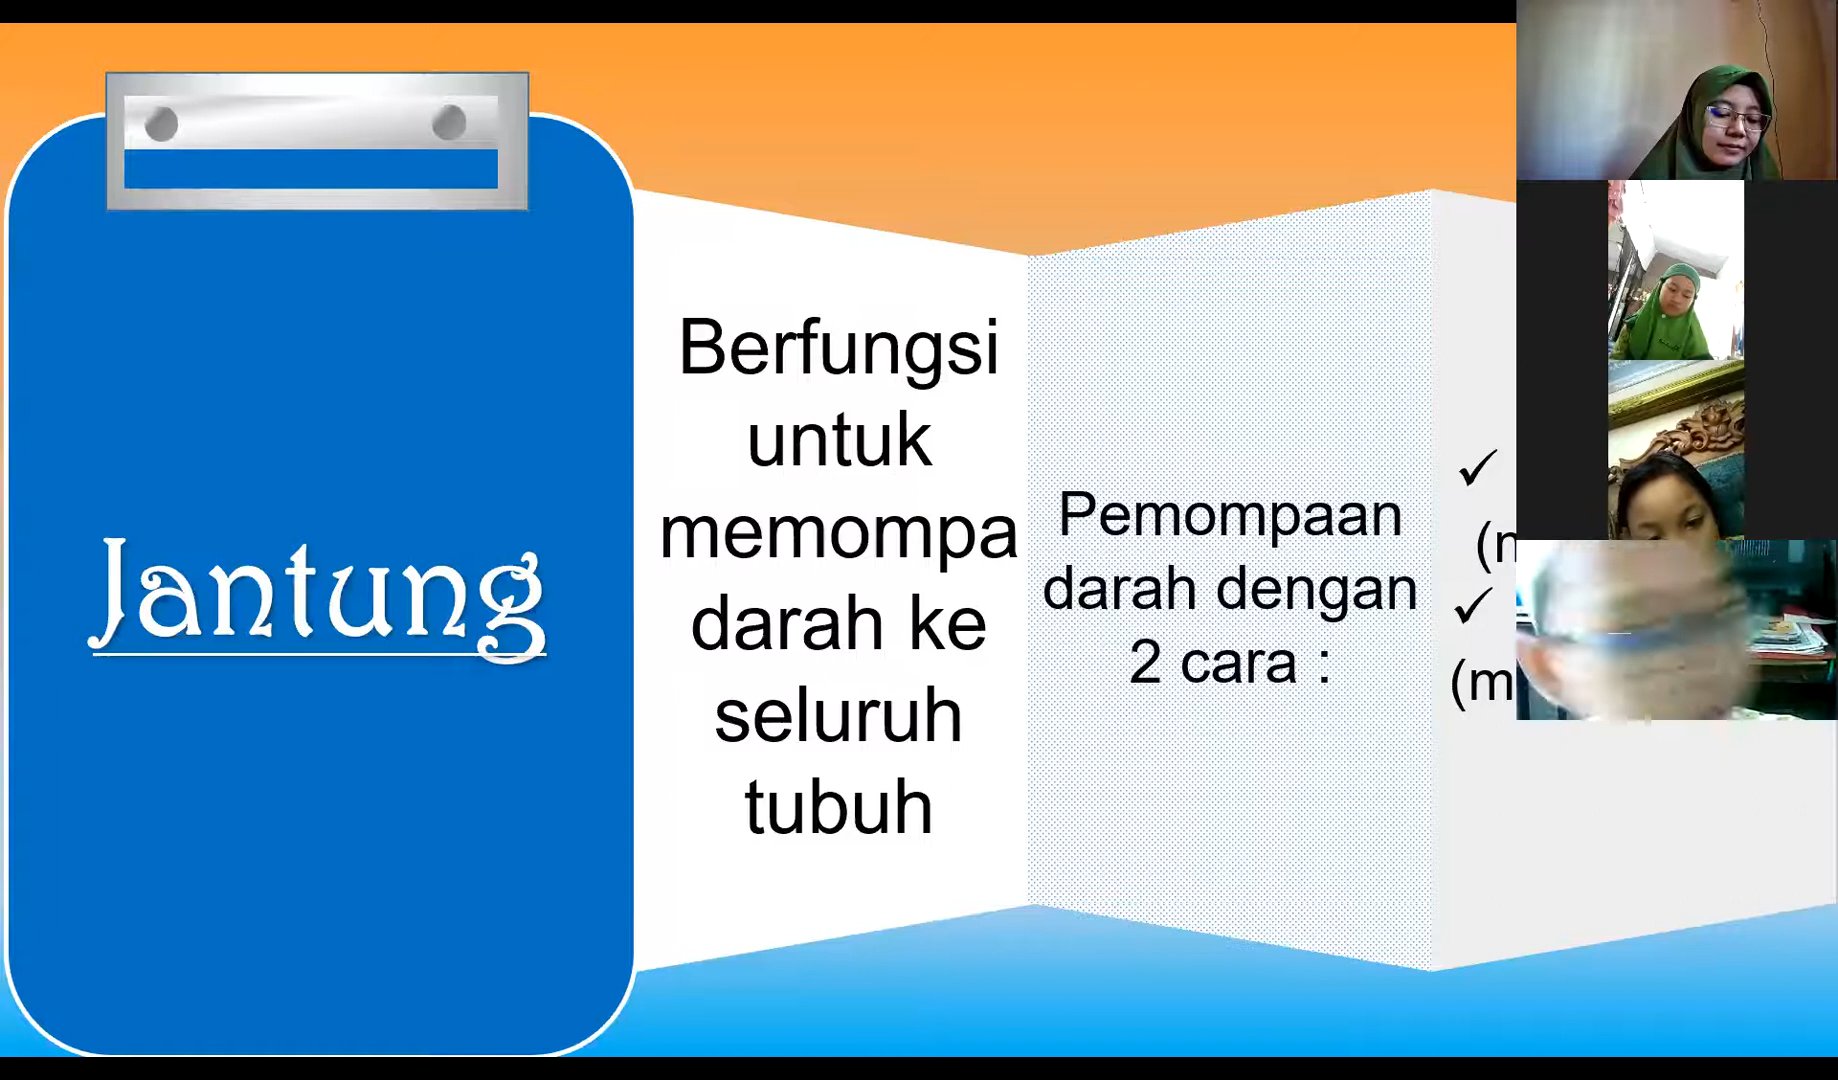 Jantung
Berfungsi
untuk
memompa
darah ke
seluruh
tubuh
Pemompaan
darah dengan
2 cara :
✓
✓